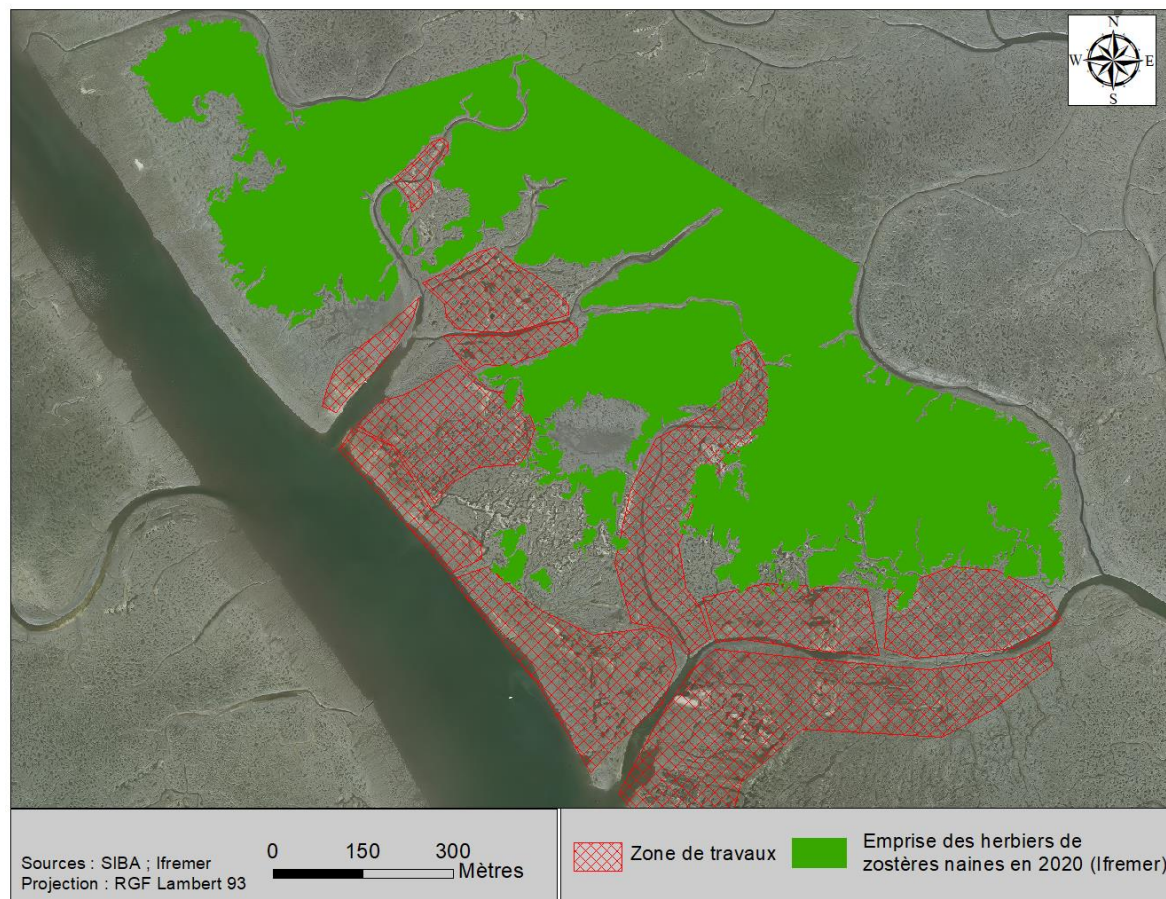 N
W E
S
Sources : SIBA ; Ifremer
Projection : RGF Lambert 93
0 150 300
Mètres
Zone de travaux
Emprise des herbiers de
zostères naines en 2020 (Ifremer)